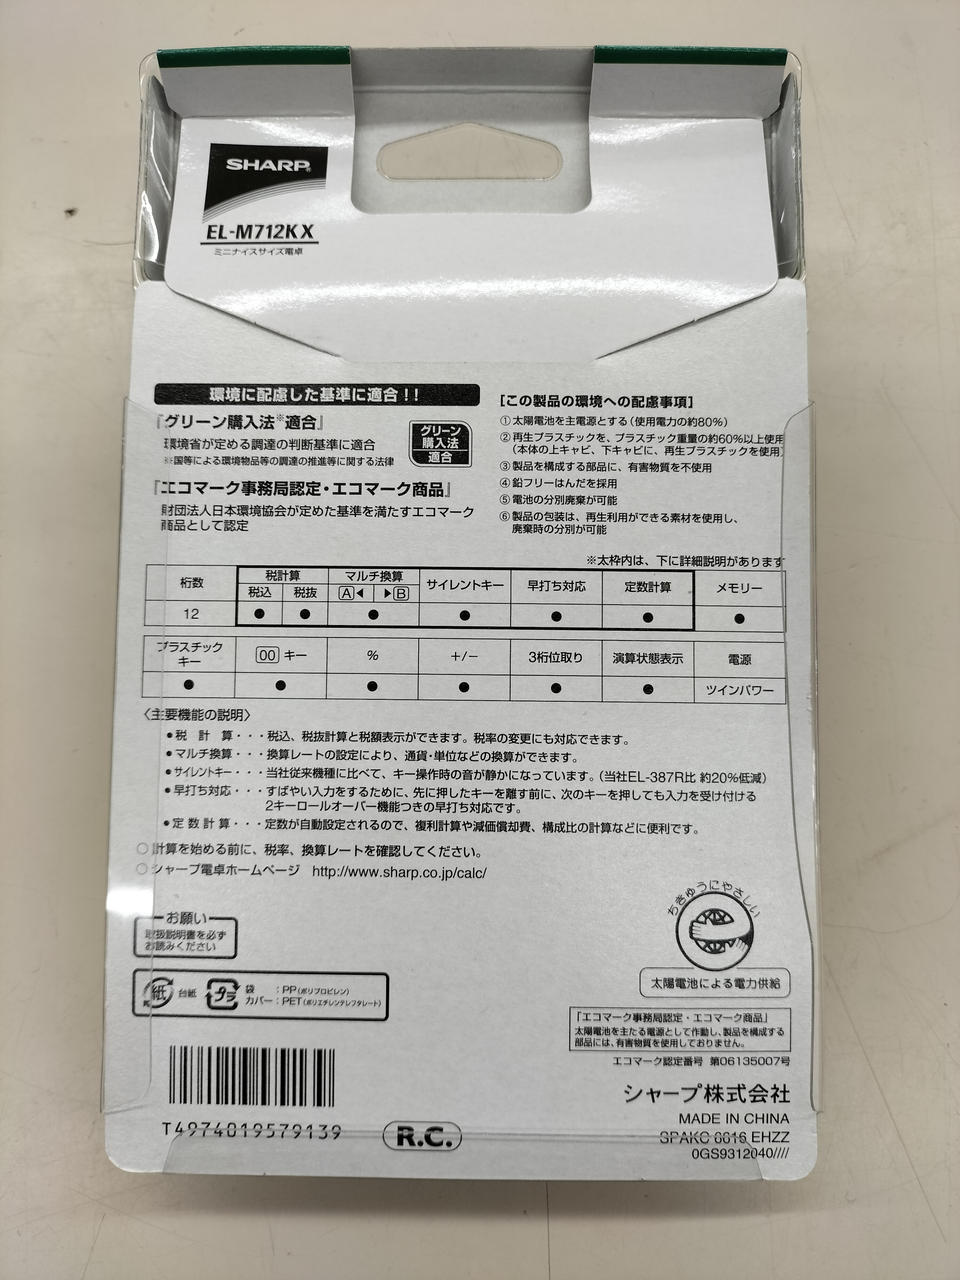 SHARP®
EL-M712KX
ミニナイスサイズ電卓
環境に配慮した基準に適合!!
『グリーン購入法※適合』
環境省が定める調達の判断基準に適合
※国等による環境物品等の調達の推進等に関する法律
グリーン
購入法
適合
『エコマーク事務局認定・エコマーク商品』
財団法人日本環境協会が定めた基準を満たすエコマーク
商品として認定
[この製品の環境への配慮事項]
①太陽電池を主電源とする(使用電力の約80%)
②再生プラスチックを、プラスチック重量の約60%以上使用
(本体の上キャビ、下キャビに、再生プラスチックを使用)
③製品を構成する部品に、有害物質を不使用
④鉛フリーはんだを採用
⑤電池の分別廃棄が可能
⑥製品の包装は、再生利用ができる素材を使用し、
廃棄時の分別が可能
※太枠内は、下に詳細説明があります
桁数 税計算 マルチ換算 サイレントキー 早打ち対応 定数計算 メモリー
税込 税抜 A◀ ▶B
12 ● ● ● ● ● ● ●
プラスチックキー 00 キー % +/− 3桁位取り 演算状態表示 電源
● ● ● ● ● ● ツインパワー
〈主要機能の説明〉
●税計算・・・税込、税抜計算と税額表示ができます。税率の変更にも対応できます。
●マルチ換算・・・換算レートの設定により、通貨・単位などの換算ができます。
●サイレントキー・・・当社従来機種に比べて、キー操作時の音が静かになっています。(当社EL-387R比 約20%低減)
●早打ち対応・・・すばやい入力をするために、先に押したキーを離す前に、次のキーを押しても入力を受け付ける
2キーロールオーバー機能つきの早打ち対応です。
●定数計算・・・定数が自動設定されるので、複利計算や減価償却費、構成比の計算などに便利です。
○計算を始める前に、税率、換算レートを確認してください。
○シャープ電卓ホームページ http://www.sharp.co.jp/calc/
お願い
取扱説明書を必ず
お読みください
ちきゅうにやさしい
太陽電池による電力供給
紙 台紙
プラ 袋 :PP(ポリプロピレン)
カバー:PET(ポリエチレンテレフタレート)
「エコマーク事務局認定・エコマーク商品」
太陽電池を主たる電源として作動し、製品を構成する
部品には、有害物質を使用しておりません。
エコマーク認定番号 第06135007号
シャープ株式会社
MADE IN CHINA
SPAKC 6616 EHZZ
0GS9312040////
T4974019579139
R.C.